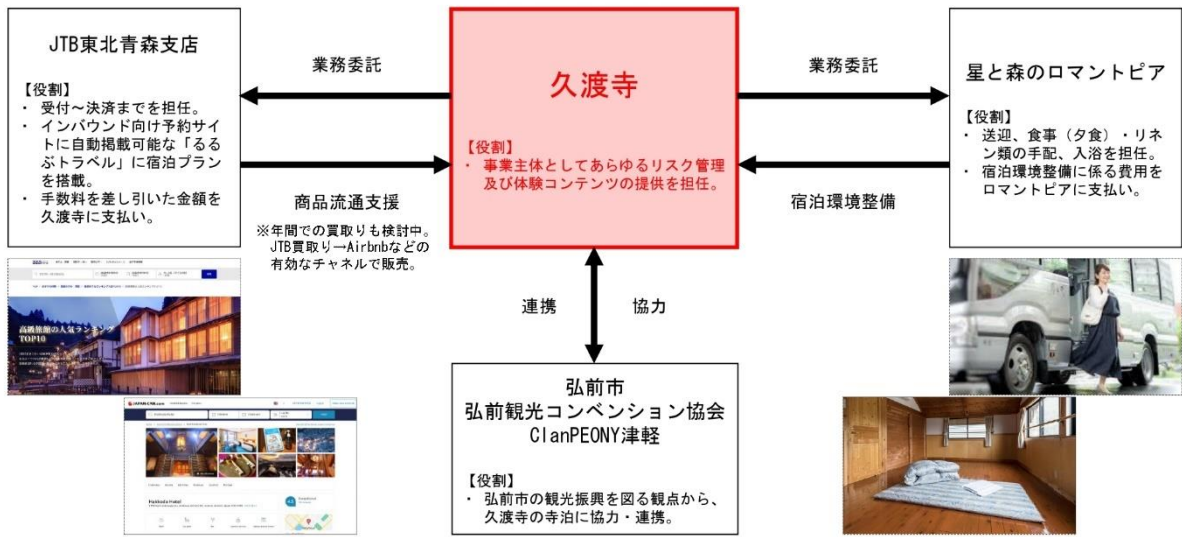 JTB東北青森支店
【役割】
・ 受付～決済までを担任。
・ インバウンド向け予約サイ
トに自動掲載可能な「るる
ぶトラベル」に宿泊プラン
を搭載。
・ 手数料を差し引いた金額を
久渡寺に支払い。
業務委託
商品流通支援
※年間での買取りも検討中。
JTB買取り→Airbnbなどの
有効なチャネルで販売。
久渡寺
【役割】
・ 事業主体としてあらゆるリスク管理
及び体験コンテンツの提供を担任。
業務委託
宿泊環境整備
星と森のロマントピア
【役割】
・ 送迎、食事（夕食）・リネ
ン類の手配、入浴を担任。
・ 宿泊環境整備に係る費用を
ロマントピアに支払い。
連携
協力
弘前市
弘前観光コンベンション協会
ClanPEONY津軽
【役割】
・ 弘前市の観光振興を図る観点から、
久渡寺の寺泊に協力・連携。
高級旅館の人気ランキング
TOP10